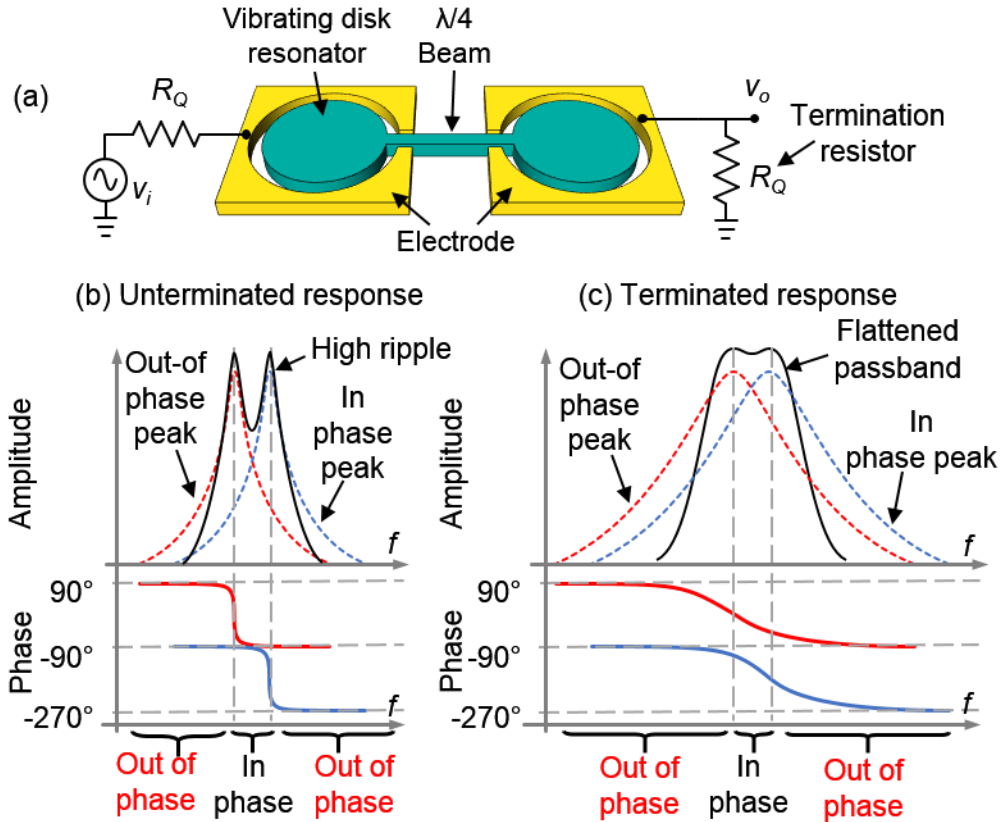 (a)
Vibrating disk
resonator
λ/4
Beam
R_Q
v_i
v_o
Termination
resistor
R_Q
Electrode
(b) Unterminated response
High ripple
Out-of
phase
peak
In
phase
peak
Amplitude
f
90°
-90°
-270°
Phase
f
Out of
phase
In
phase
Out of
phase
(c) Terminated response
Flattened
passband
Out-of
phase
peak
In
phase peak
Amplitude
f
90°
-90°
-270°
Phase
f
Out of
phase
In
phase
Out of
phase